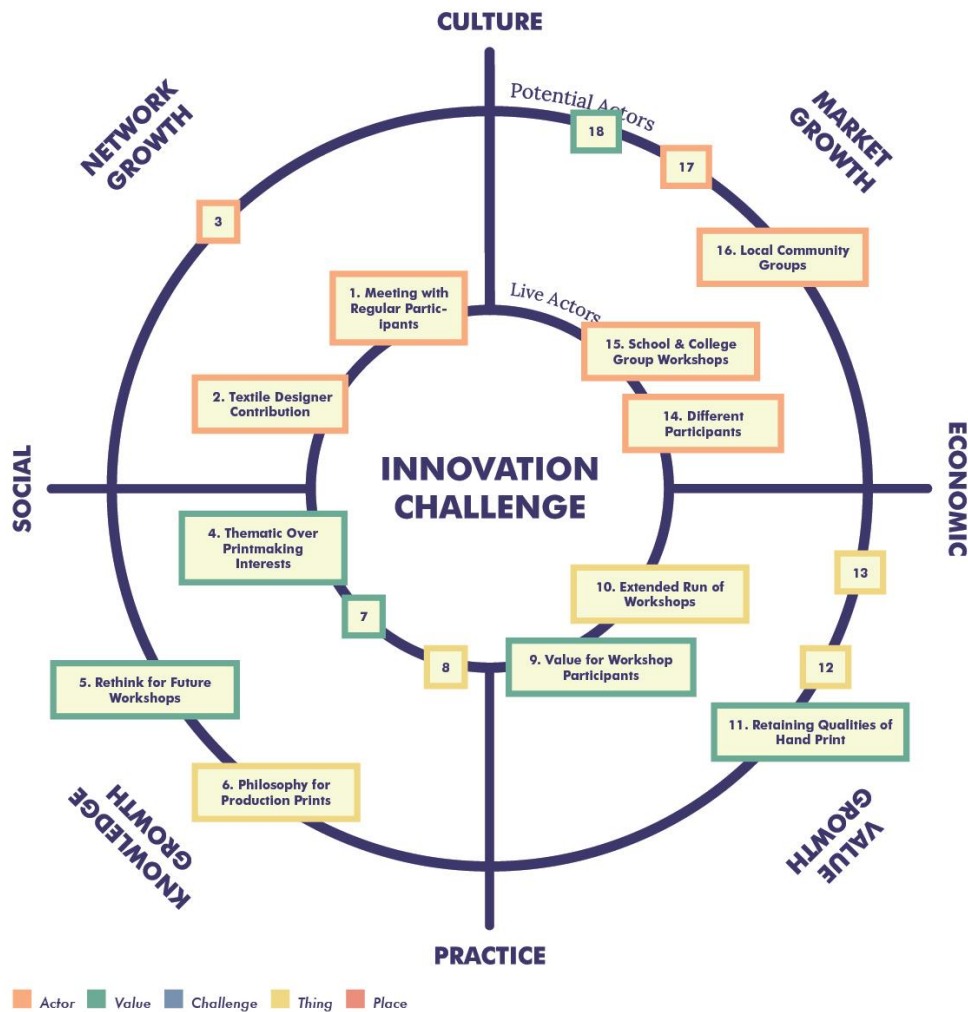 CULTURE
NETWORK
GROWTH
Potential Actors
MARKET
GROWTH
18
17
3
16. Local Community
Groups
1. Meeting with
Regular Partic-
ipants
Live Actors
15. School & College
Group Workshops
2. Textile Designer
Contribution
14. Different
Participants
SOCIAL
INNOVATION
CHALLENGE
ECONOMIC
4. Thematic Over
Printmaking
Interests
13
10. Extended Run of
Workshops
7
8
9. Value for Workshop
Participants
12
5. Rethink for Future
Workshops
11. Retaining Qualities of
Hand Print
6. Philosophy for
Production Prints
KNOWLEDGE
GROWTH
VALUE
GROWTH
PRACTICE
Actor
Value
Challenge
Thing
Place